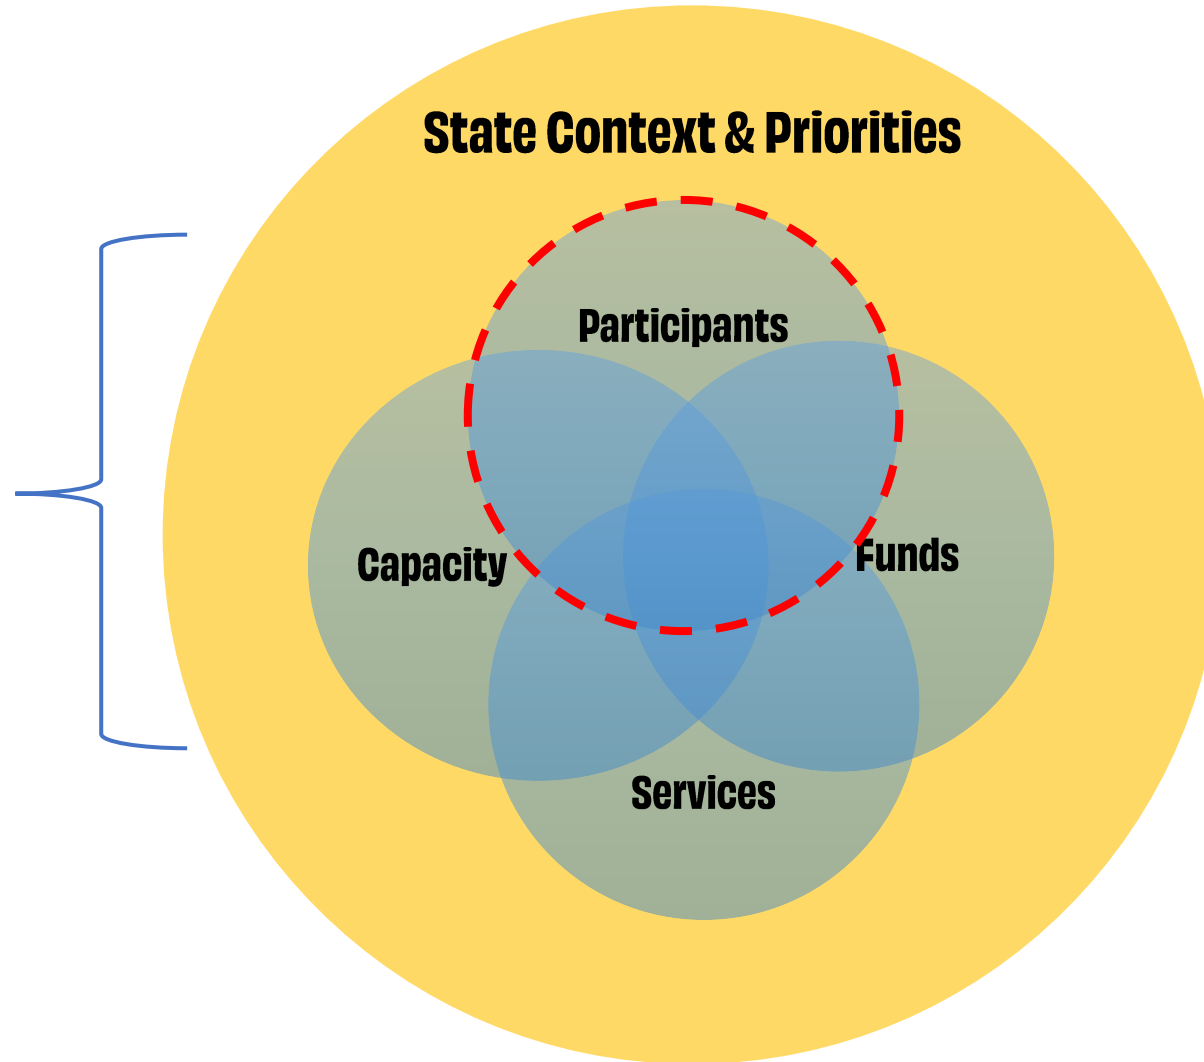 State Context & Priorities
Participants
Capacity
Funds
Services